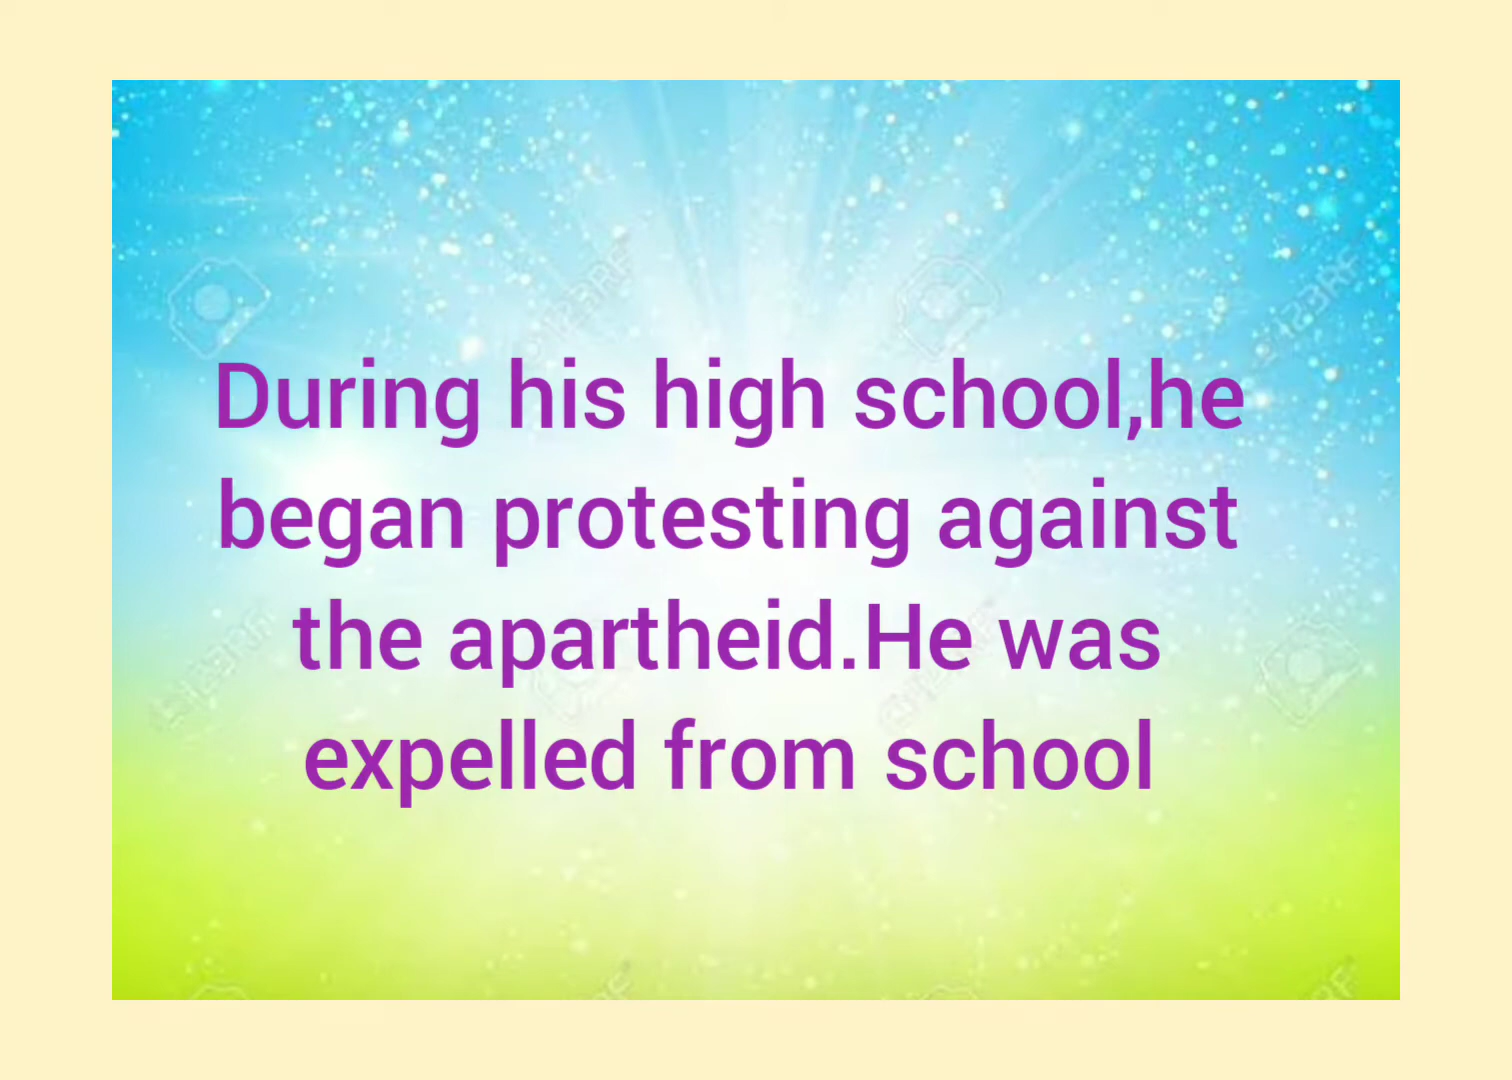 During his high school,he
began protesting against
the apartheid.He was
expelled from school